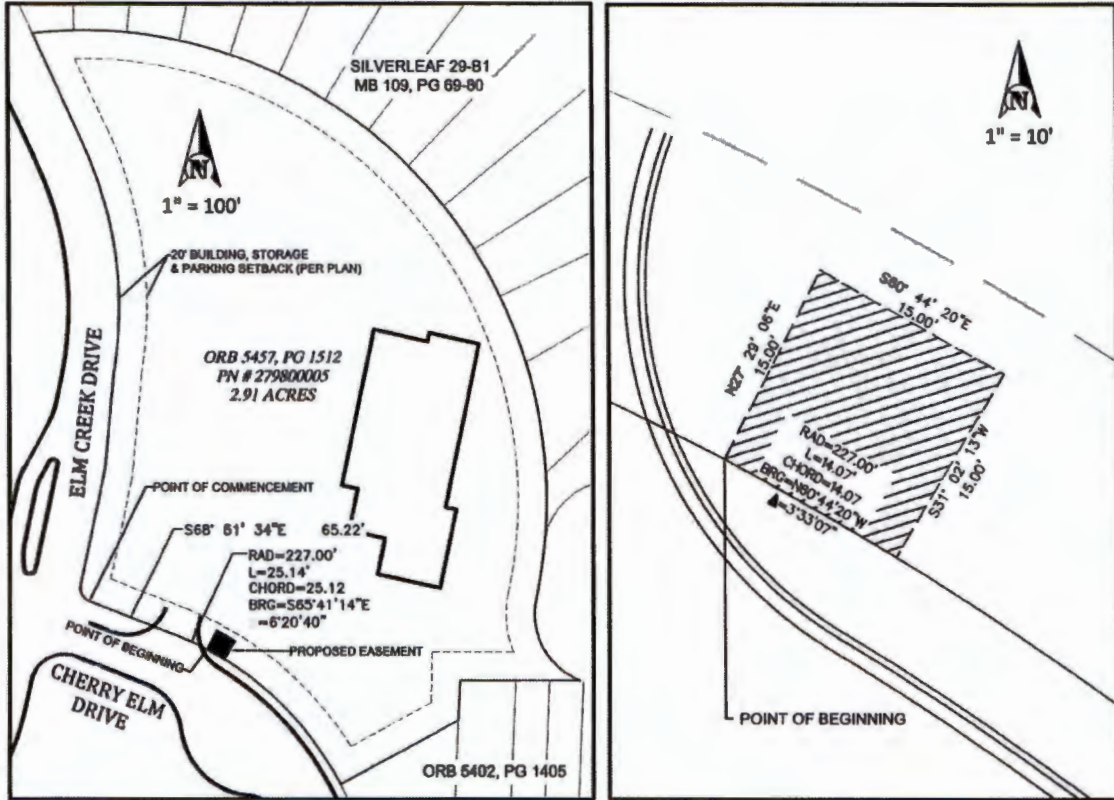 SILVERLEAF 29-B1
MB 109, PG 69-80
N
1" = 100'
20' BUILDING, STORAGE
& PARKING SETBACK (PER PLAN)
ELM CREEK DRIVE
ORB 5457, PG 1512
PN # 279800005
2.91 ACRES
POINT OF COMMENCEMENT
S68° 51' 34"E 65.22'
RAD=227.00'
L=25.14'
CHORD=25.12
BRG=S65°41'14"E
=6°20'40"
POINT OF BEGINNING
PROPOSED EASEMENT
CHERRY ELM
DRIVE
ORB 5402, PG 1405
N
1" = 10'
S60° 44' 20"E
15.00'
N27° 29' 06"E
15.00'
RAD=227.00'
L=14.07'
CHORD=14.07
BRG=N60°44'20"W
=3°33'07"
S31° 02' 13"W
15.00'
POINT OF BEGINNING